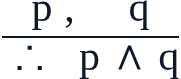 p , q
∴ p ∧ q